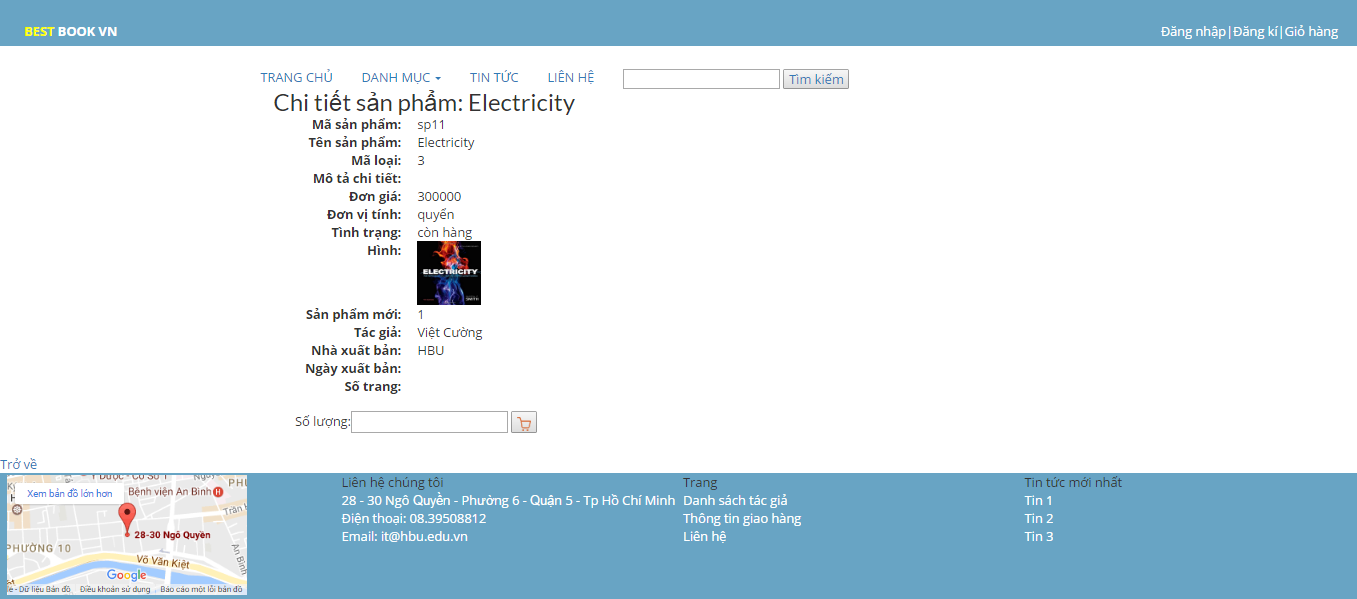 BEST BOOK VN
Đăng nhập|Đăng kí|Giỏ hàng
TRANG CHỦ DANH MỤC TIN TỨC LIÊN HỆ Tìm kiếm
Chi tiết sản phẩm: Electricity
Mã sản phẩm: sp11
Tên sản phẩm: Electricity
Mã loại: 3
Mô tả chi tiết:
Đơn giá: 300000
Đơn vị tính: quyển
Tình trạng: còn hàng
Hình:
ELECTRICITY
Sản phẩm mới: 1
Tác giả: Việt Cường
Nhà xuất bản: HBU
Ngày xuất bản:
Số trang:
Số lượng:
Trở về
Xem bản đồ lớn hơn
Bệnh viện An Bình
28-30 Ngô Quyền
PHƯỜNG 10
An Bình
Võ Văn Kiệt
Google
Dữ liệu Bản đồ Điều khoản sử dụng Báo cáo một lỗi bản đồ
Liên hệ chúng tôi
28 - 30 Ngô Quyền - Phường 6 - Quận 5 - Tp Hồ Chí Minh
Điện thoại: 08.39508812
Email: it@hbu.edu.vn
Trang
Danh sách tác giả
Thông tin giao hàng
Liên hệ
Tin tức mới nhất
Tin 1
Tin 2
Tin 3